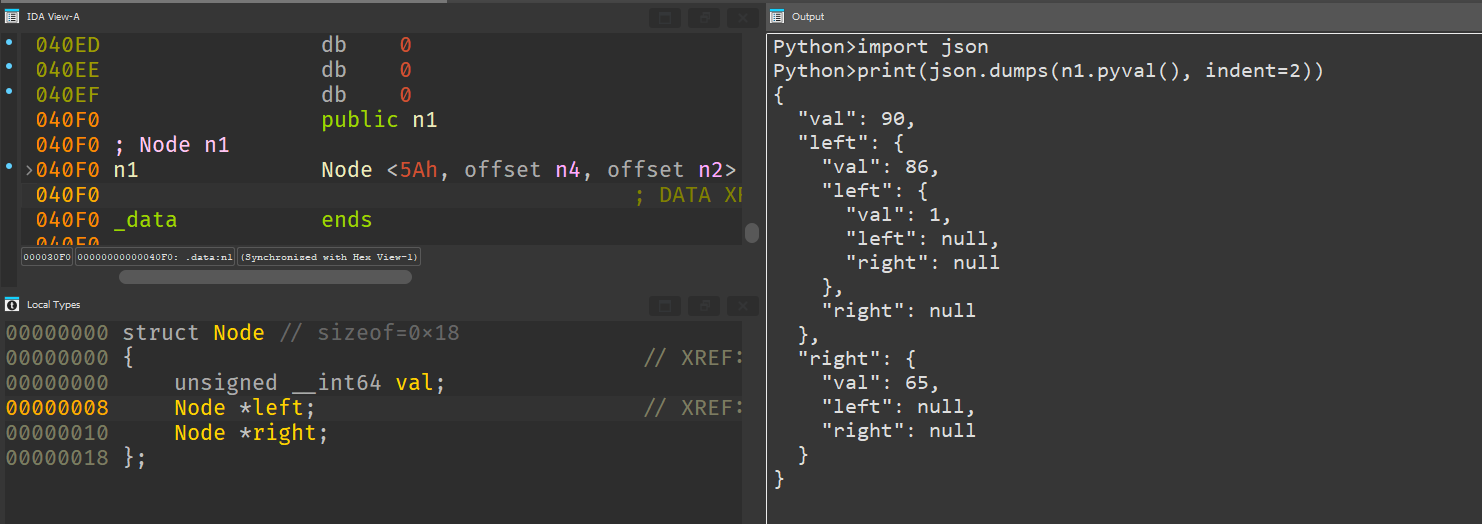 IDA View-A
040ED db 0
040EE db 0
040EF db 0
040F0 public n1
040F0 ; Node n1
040F0 n1 Node <5Ah, offset n4, offset n2>
040F0 ; DATA XR
040F0 _data ends
040F0
000030F0 00000000000040F0: .data:n1 (Synchronized with Hex View-1)
Local Types
00000000 struct Node // sizeof=0x18
00000000 { // XREF:
00000000 unsigned __int64 val;
00000008 Node *left; // XREF:
00000010 Node *right;
00000018 };
Output
Python>import json
Python>print(json.dumps(n1.pyval(), indent=2))
{
  "val": 90,
  "left": {
    "val": 86,
    "left": {
      "val": 1,
      "left": null,
      "right": null
    },
    "right": null
  },
  "right": {
    "val": 65,
    "left": null,
    "right": null
  }
}